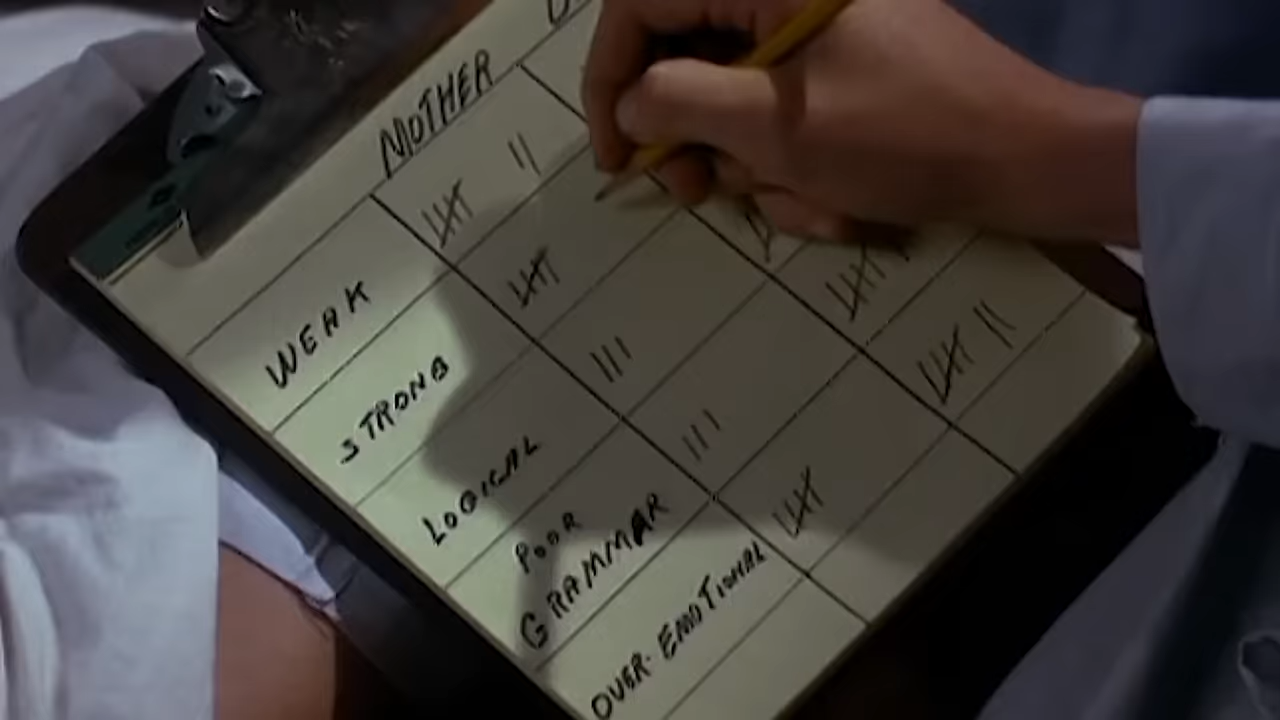 MOTHER
WEAK
STRONG
LOGICAL
POOR
GRAMMAR
OVER-EMOTIONAL